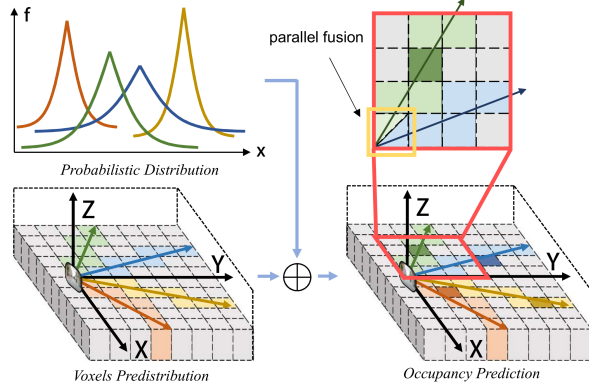 f
parallel fusion
x
Probabilistic Distribution
Z
Y
X
Voxels Predistribution
Z
Y
X
Occupancy Prediction